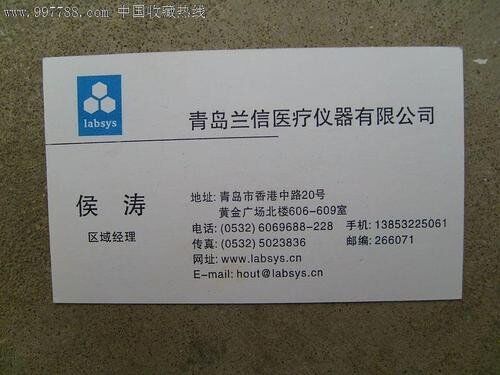 www.997788.com 中国收藏热线
labsys
青岛兰信医疗仪器有限公司
侯 涛
区域经理
地址: 青岛市香港中路20号
黄金广场北楼606-609室
电话: (0532) 6069688-228 手机: 13853225061
传真: (0532) 5023836 邮编: 266071
网址: www.labsys.cn
E-mail: hout@labsys.cn